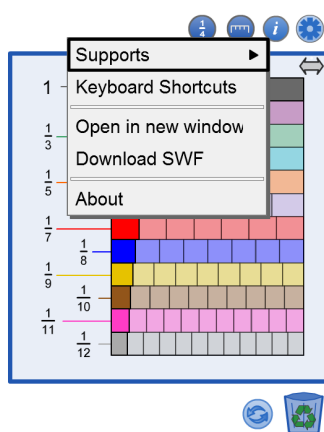 1/4
i
Supports
1
Keyboard Shortcuts
Open in new window
1/3
Download SWF
1/5
About
1/7
1/8
1/9
1/10
1/11
1/12